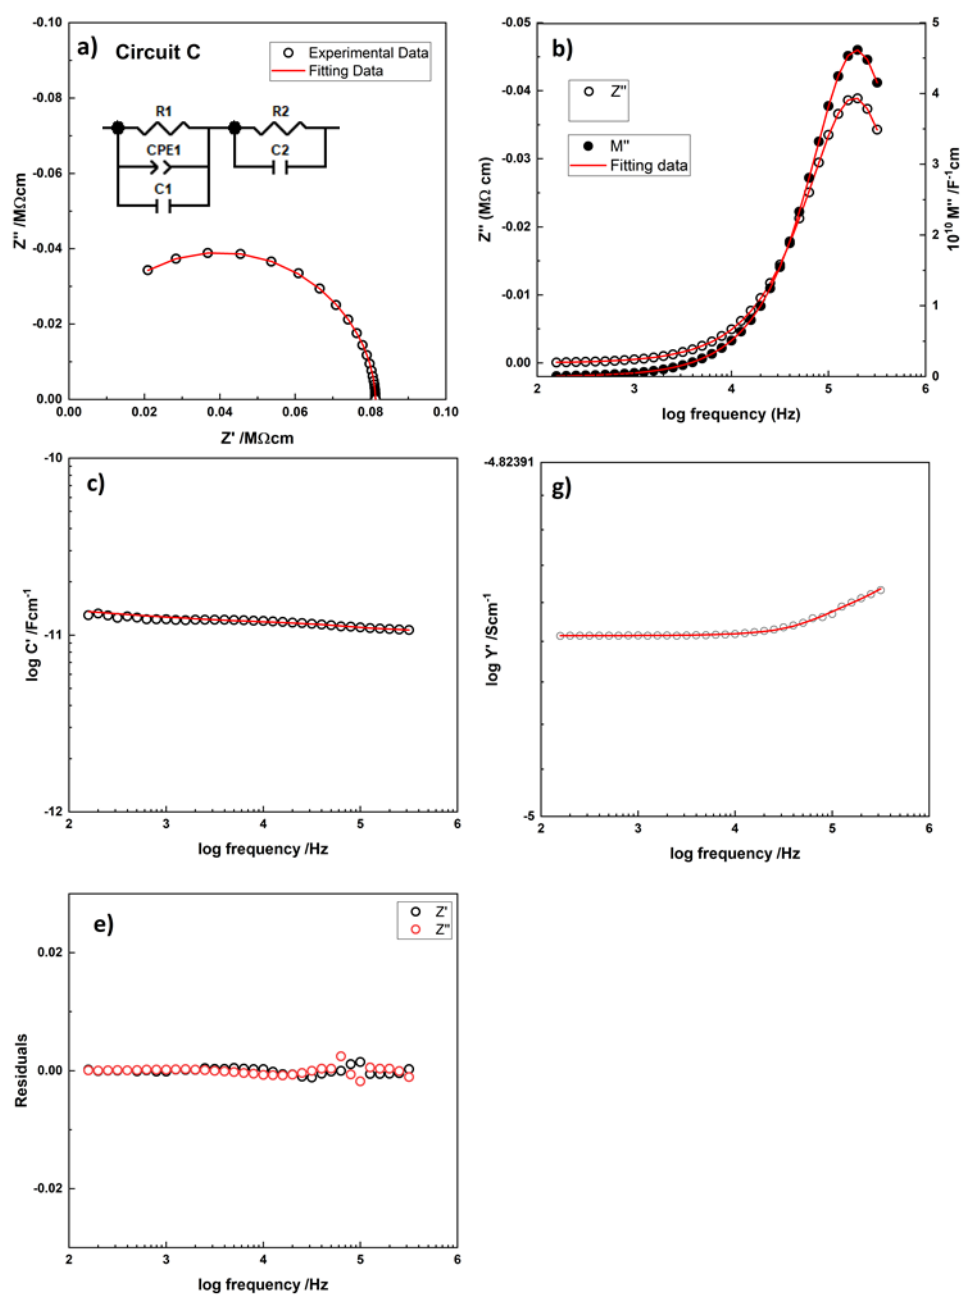 a) Circuit C
Experimental Data
Fitting Data
R1
R2
CPE1
C2
C1
-0.10
-0.08
-0.06
-0.04
-0.02
0.00
Z'' /MΩcm
0.00 0.02 0.04 0.06 0.08 0.10
Z' /MΩcm
b)
Z''
M''
Fitting data
-0.05
-0.04
-0.03
-0.02
-0.01
0.00
Z'' (MΩ cm)
5
4
3
2
1
0
10¹⁰ M'' /F⁻¹cm
2 3 4 5 6
log frequency (Hz)
c)
-10
-11
-12
log C' /Fcm⁻¹
2 3 4 5 6
log frequency /Hz
g)
-4.82391
-5
log Y' /Scm⁻¹
2 3 4 5 6
log frequency /Hz
e)
Z'
Z''
0.02
0.00
-0.02
Residuals
2 3 4 5 6
log frequency /Hz